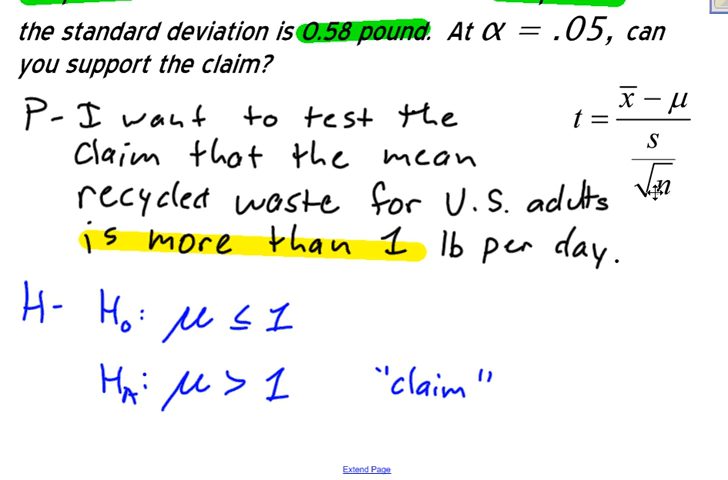 the standard deviation is 0.58 pound. At α = .05, can
you support the claim?
P- I want to test the
claim that the mean
recycled waste for U.S. adults
is more than 1 lb per day.
t = (x̄ − μ) / (s / √n)
H- H₀: μ ≤ 1
Hₐ: μ > 1 "claim"
Extend Page